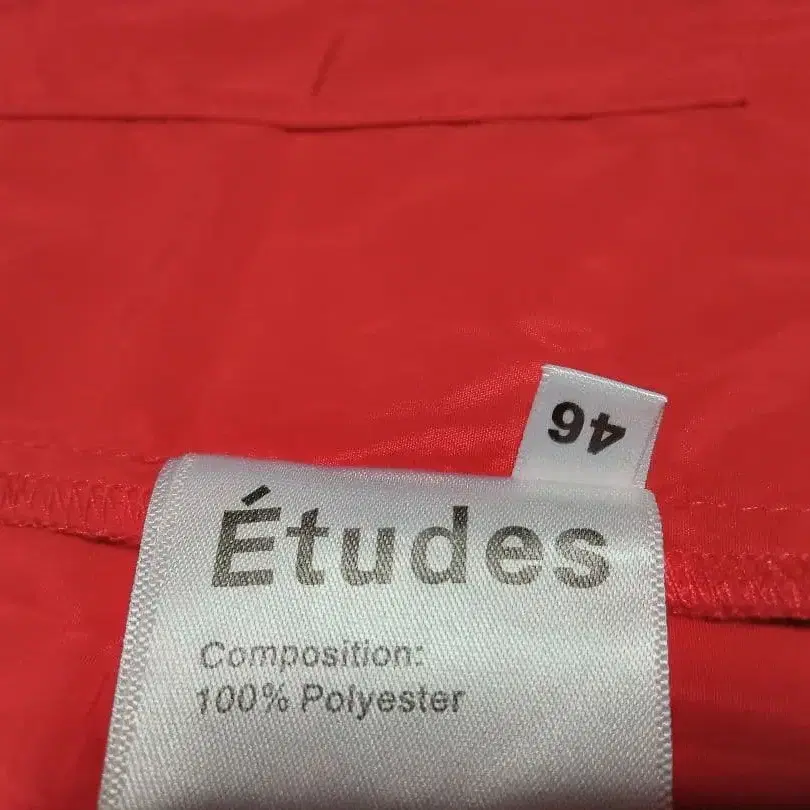 46
Études
Composition:
100% Polyester